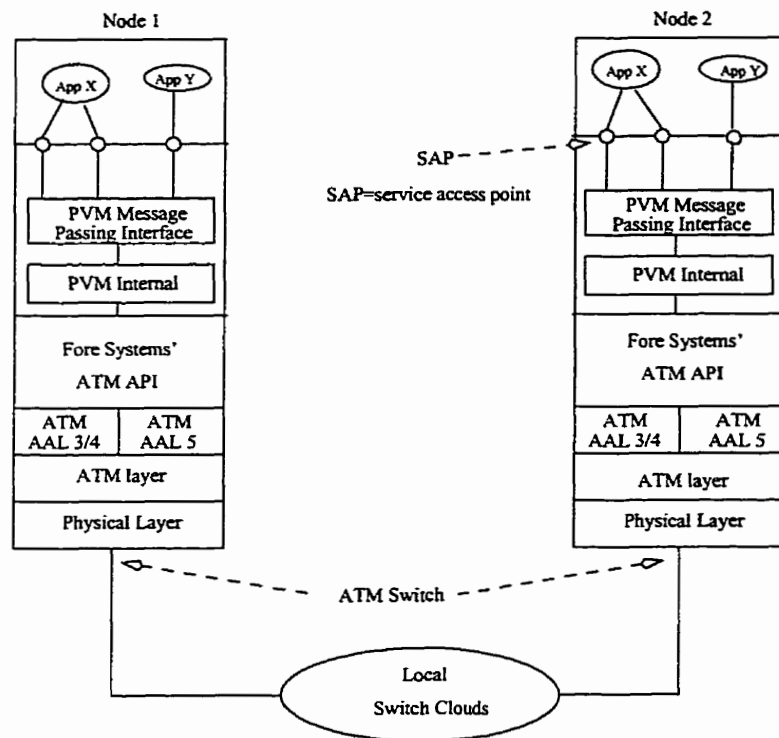 Node 1
Node 2
App X
App Y
App X
App Y
SAP
SAP=service access point
PVM Message
Passing Interface
PVM Message
Passing Interface
PVM Internal
PVM Internal
Fore Systems'
ATM API
Fore Systems'
ATM API
ATM
AAL 3/4
ATM
AAL 5
ATM
AAL 3/4
ATM
AAL 5
ATM layer
ATM layer
Physical Layer
Physical Layer
ATM Switch
Local
Switch Clouds